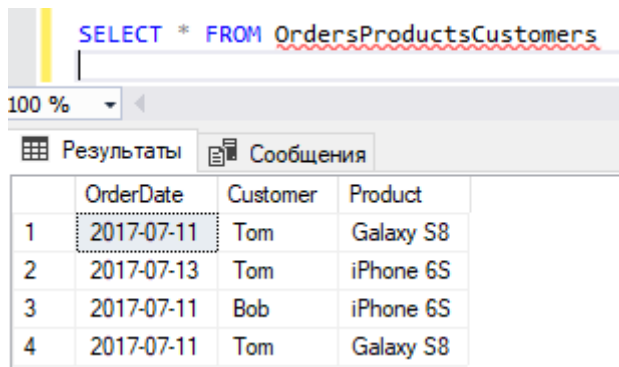 SELECT * FROM OrdersProductsCustomers
100 %
Результаты Сообщения
OrderDate Customer Product
1 2017-07-11 Tom Galaxy S8
2 2017-07-13 Tom iPhone 6S
3 2017-07-11 Bob iPhone 6S
4 2017-07-11 Tom Galaxy S8